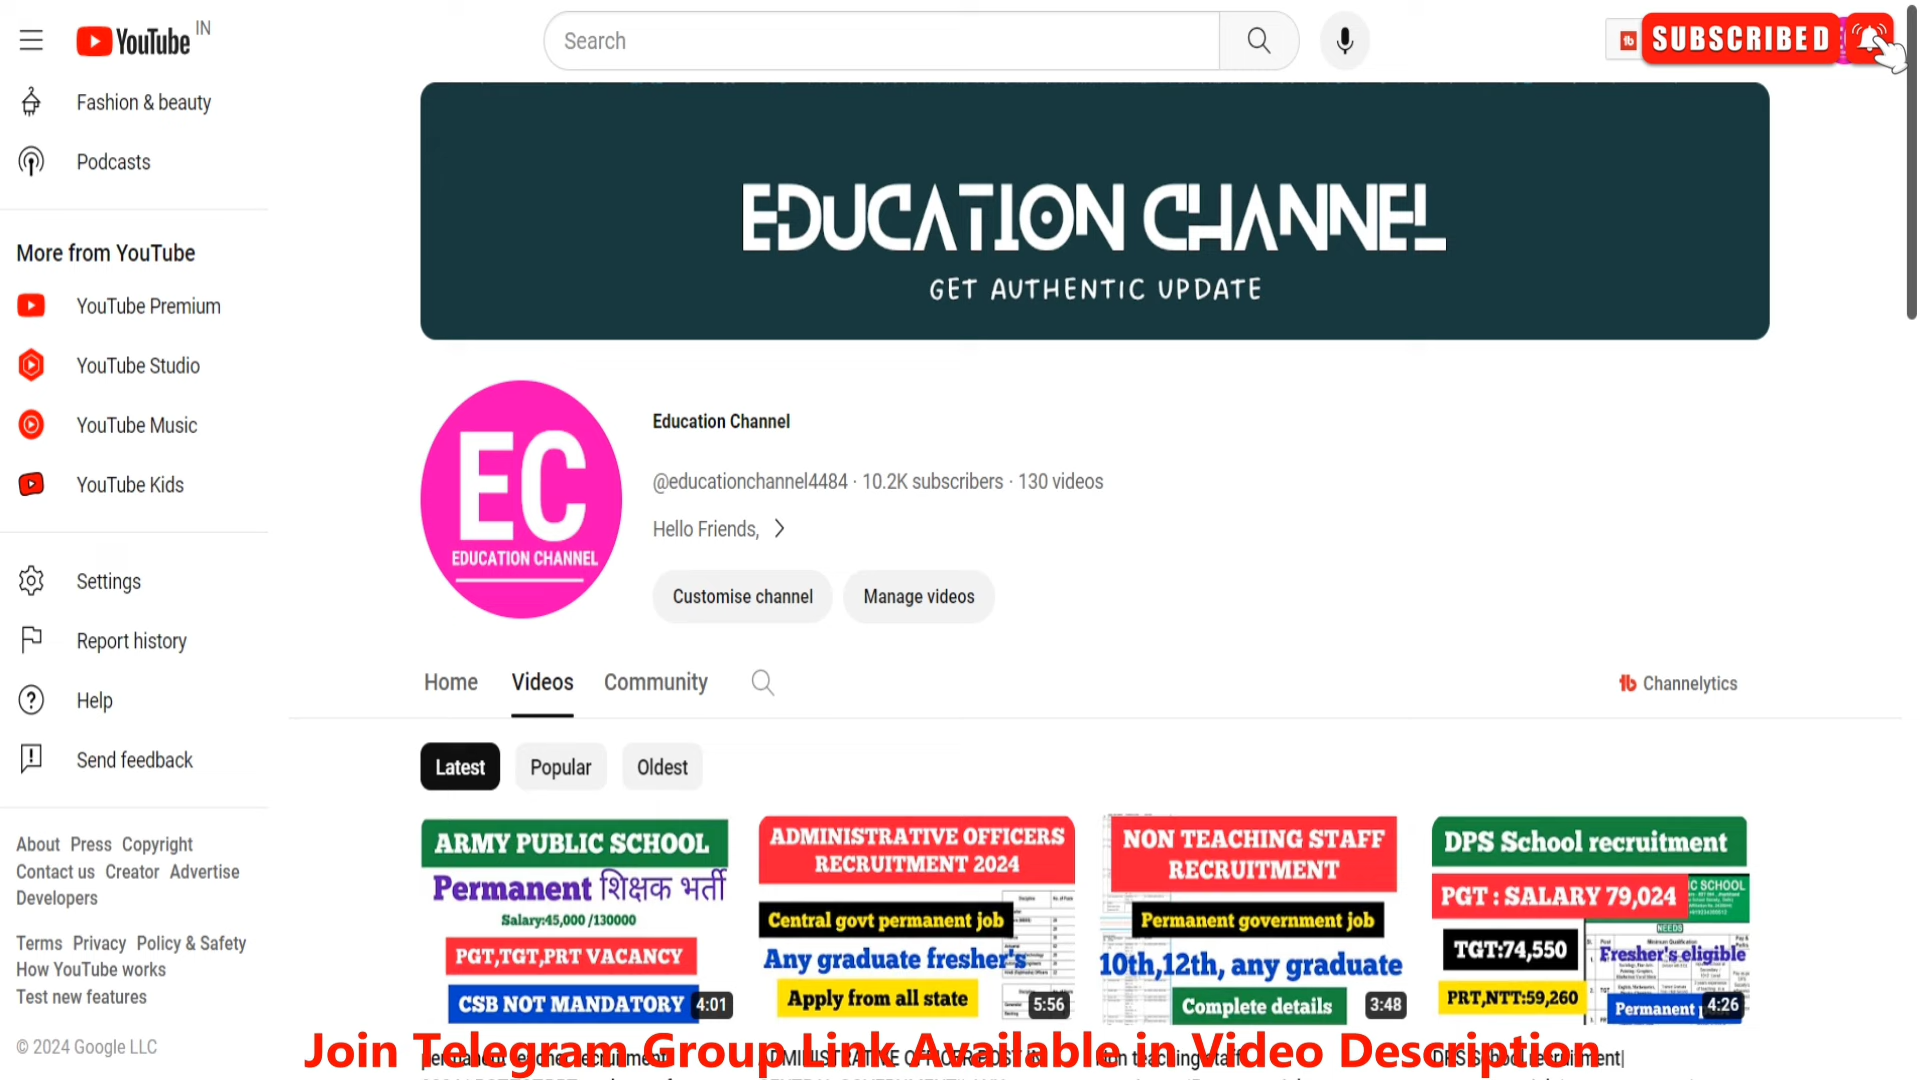 YouTube IN
Search
SUBSCRIBED
Fashion & beauty
Podcasts
More from YouTube
YouTube Premium
YouTube Studio
YouTube Music
YouTube Kids
Settings
Report history
Help
Send feedback
About Press Copyright
Contact us Creator Advertise
Developers
Terms Privacy Policy & Safety
How YouTube works
Test new features
© 2024 Google LLC
EDUCATION CHANNEL
GET AUTHENTIC UPDATE
EC
EDUCATION CHANNEL
Education Channel
@educationchannel4484 · 10.2K subscribers · 130 videos
Hello Friends,
Customise channel
Manage videos
Home
Videos
Community
Channelytics
Latest
Popular
Oldest
ARMY PUBLIC SCHOOL
Permanent शिक्षक भर्ती
Salary:45,000 /130000
PGT,TGT,PRT VACANCY
CSB NOT MANDATORY
4:01
ADMINISTRATIVE OFFICERS
RECRUITMENT 2024
Central govt permanent job
Any graduate fresher's
Apply from all state
5:56
NON TEACHING STAFF
RECRUITMENT
Permanent government job
10th,12th, any graduate
Complete details
3:48
DPS School recruitment
PGT : SALARY 79,024
IC SCHOOL
NEEDS
TGT:74,550
Fresher's eligible
PRT,NTT:59,260
Permanent
4:26
Join Telegram Group Link Available in Video Description